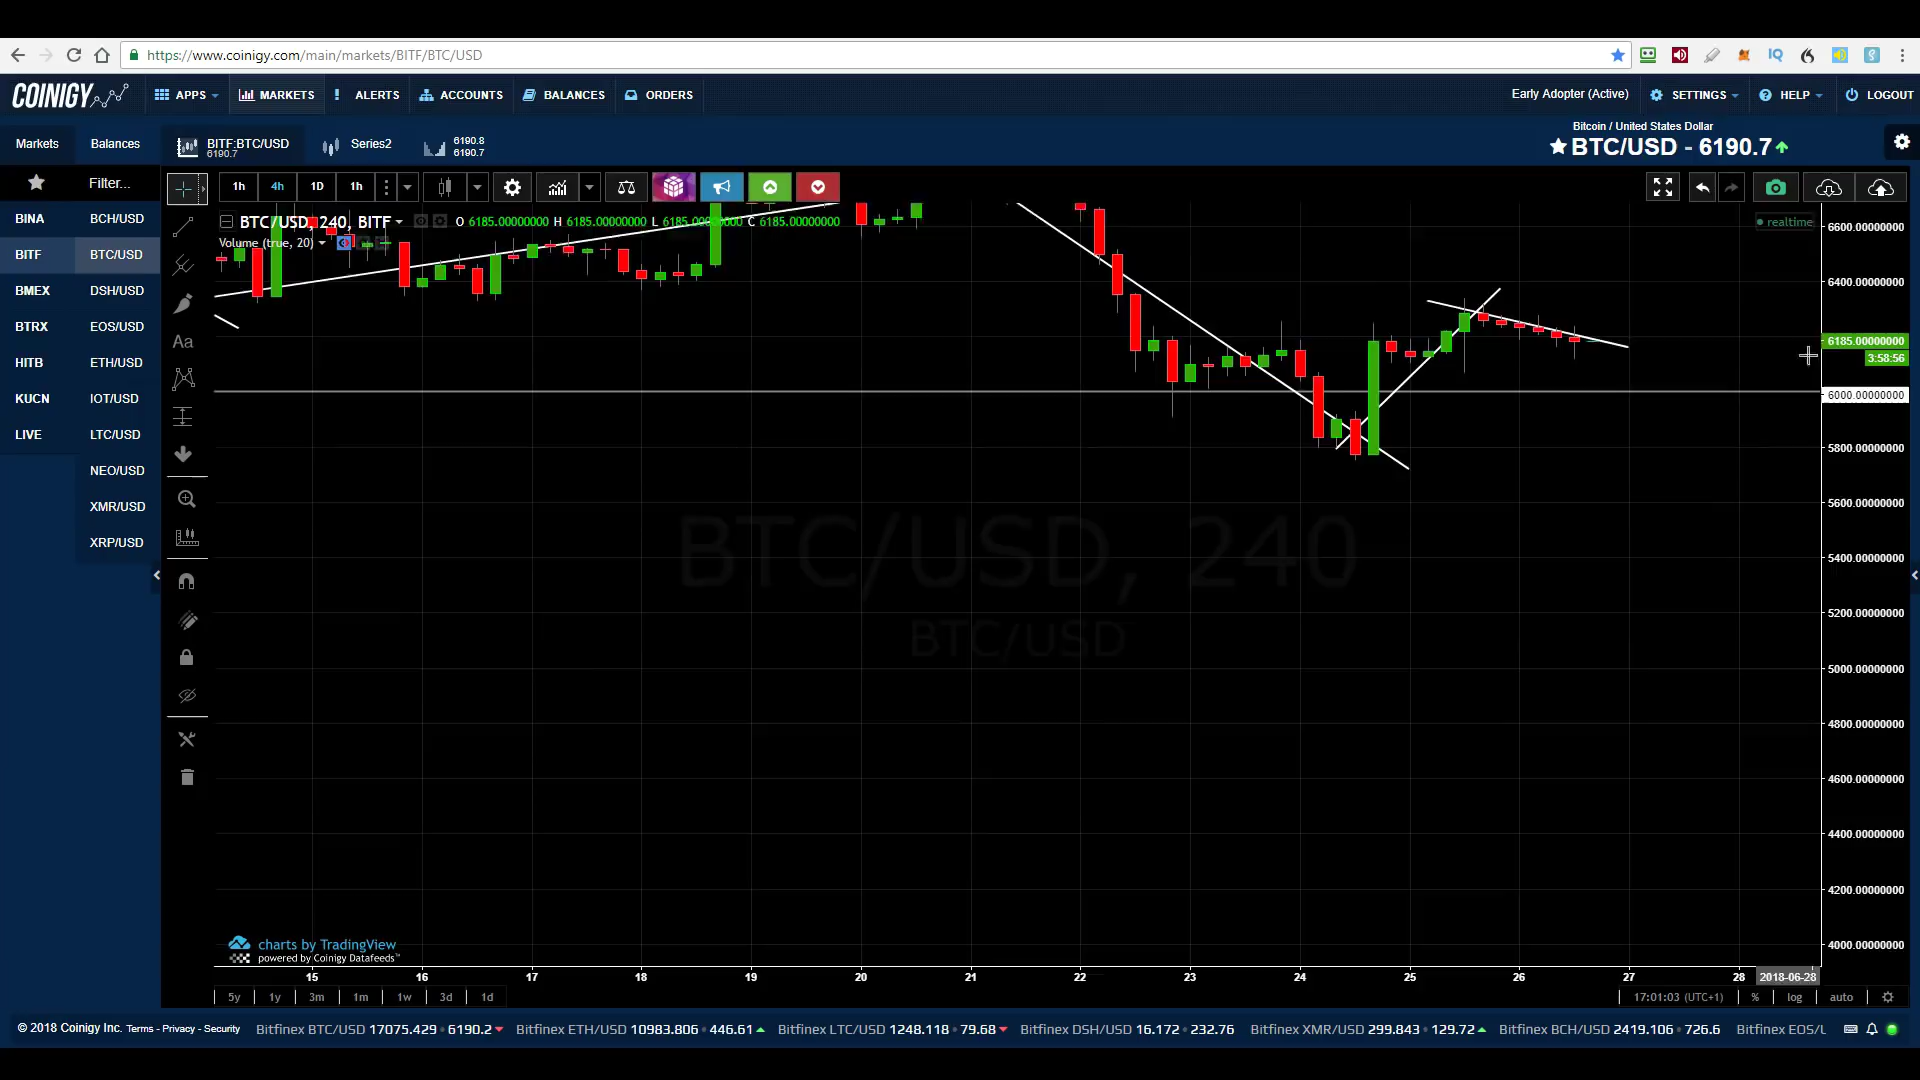 https://www.coinigy.com/main/markets/BITF/BTC/USD
COINIGY APPS MARKETS ALERTS ACCOUNTS BALANCES ORDERS Early Adopter (Active) SETTINGS HELP LOGOUT
Markets Balances BITF:BTC/USD 6190.7 Series2 6190.8 6190.7
Bitcoin / United States Dollar
BTC/USD - 6190.7
Filter...
1h 4h 1D 1h
BTC/USD, 240, BITF O 6185.00000000 H 6185.00000000 L 6185.00000000 C 6185.00000000
realtime
Volume (true, 20)
BINA BCH/USD
BITF BTC/USD
BMEX DSH/USD
BTRX EOS/USD
HITB ETH/USD
KUCN IOT/USD
LIVE LTC/USD
NEO/USD
XMR/USD
XRP/USD
Aa
BTC/USD, 240
BTC/USD
6600.00000000
6400.00000000
6185.00000000
3:58:56
6000.00000000
5800.00000000
5600.00000000
5400.00000000
5200.00000000
5000.00000000
4800.00000000
4600.00000000
4400.00000000
4200.00000000
4000.00000000
charts by TradingView
powered by Coinigy Datafeeds™
15 16 17 18 19 20 21 22 23 24 25 26 27 28 2018-06-28
5y 1y 3m 1m 1w 3d 1d 17:01:03 (UTC+1) % log auto
© 2018 Coinigy Inc. Terms - Privacy - Security Bitfinex BTC/USD 17075.429 6190.2 Bitfinex ETH/USD 10983.806 446.61 Bitfinex LTC/USD 1248.118 79.68 Bitfinex DSH/USD 16.172 232.76 Bitfinex XMR/USD 299.843 129.72 Bitfinex BCH/USD 2419.106 726.6 Bitfinex EOS/